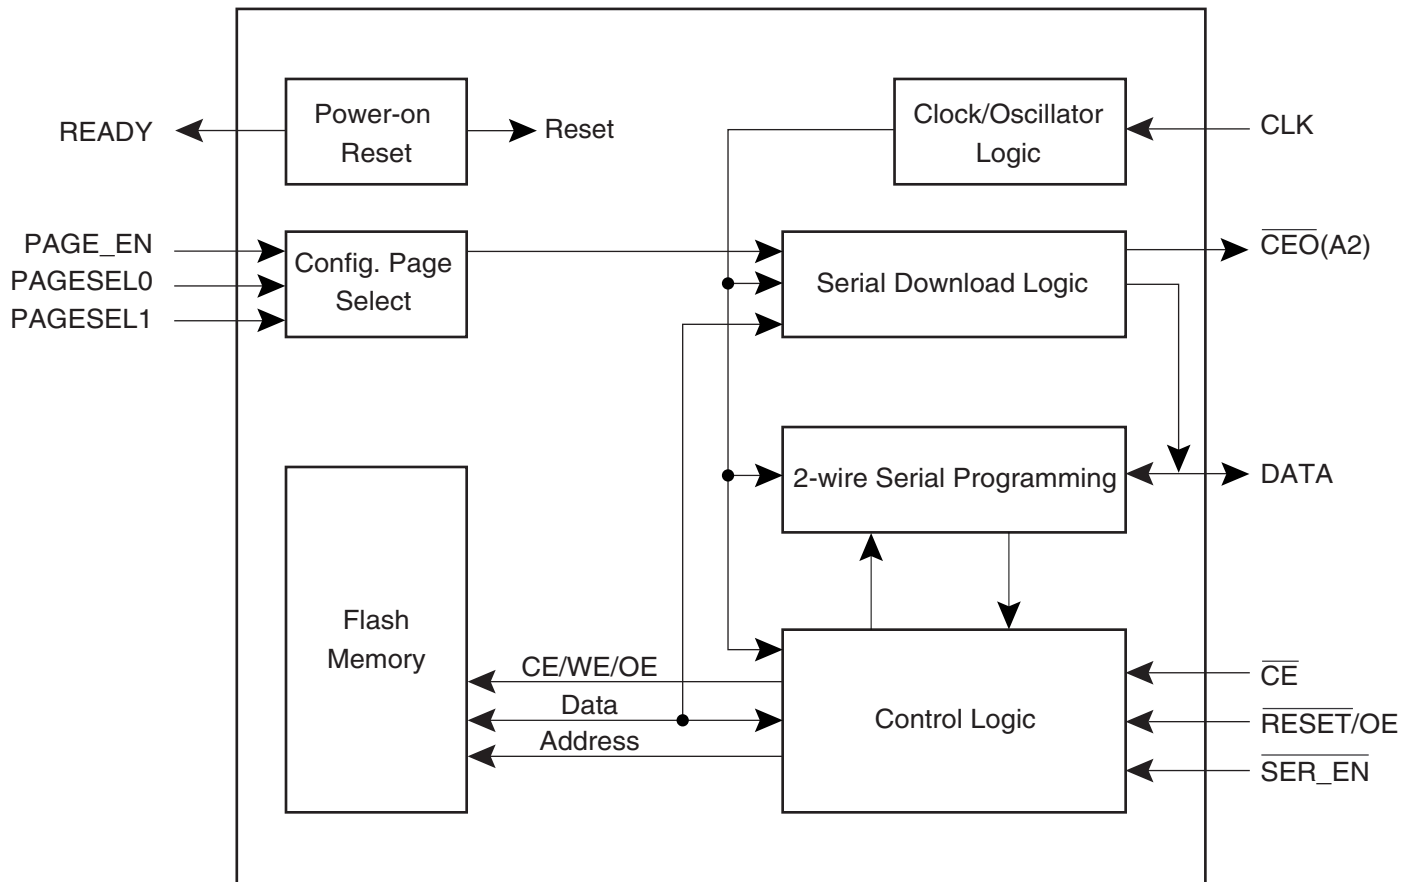 READY
Power-on
Reset
Reset
Clock/Oscillator
Logic
CLK
PAGE_EN
PAGESEL0
PAGESEL1
Config. Page
Select
Serial Download Logic
CEO(A2)
2-wire Serial Programming
DATA
Flash
Memory
CE/WE/OE
Data
Address
Control Logic
CE
RESET/OE
SER_EN